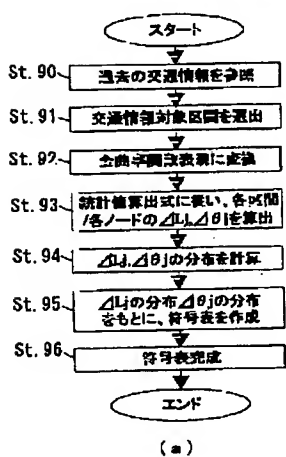 スタート
St. 90
過去の交通情報を参照
St. 91
交通情報対象区間を選出
St. 92
全曲率関数表現に変換
St. 93
統計値算出式に従い、各区間
/各ノードのΔLj,Δθjを算出
St. 94
ΔLj,Δθjの分布を計算
St. 95
ΔLjの分布Δθjの分布
をもとに、符号表を作成
St. 96
符号表完成
エンド
(a)